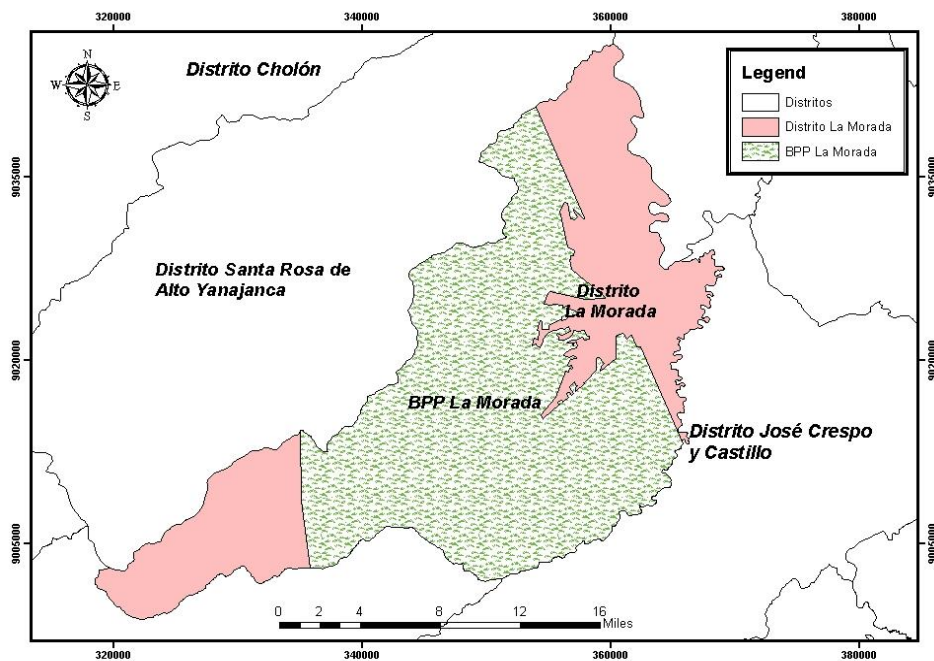 320000 340000 360000 380000
N
W E
S
Distrito Cholón
Legend
Distritos
Distrito La Morada
BPP La Morada
9035000 9035000
Distrito Santa Rosa de
Alto Yanajanca
Distrito
La Morada
9020000 9020000
BPP La Morada
Distrito José Crespo
y Castillo
9005000 9005000
0 2 4 8 12 16
Miles
320000 340000 360000 380000